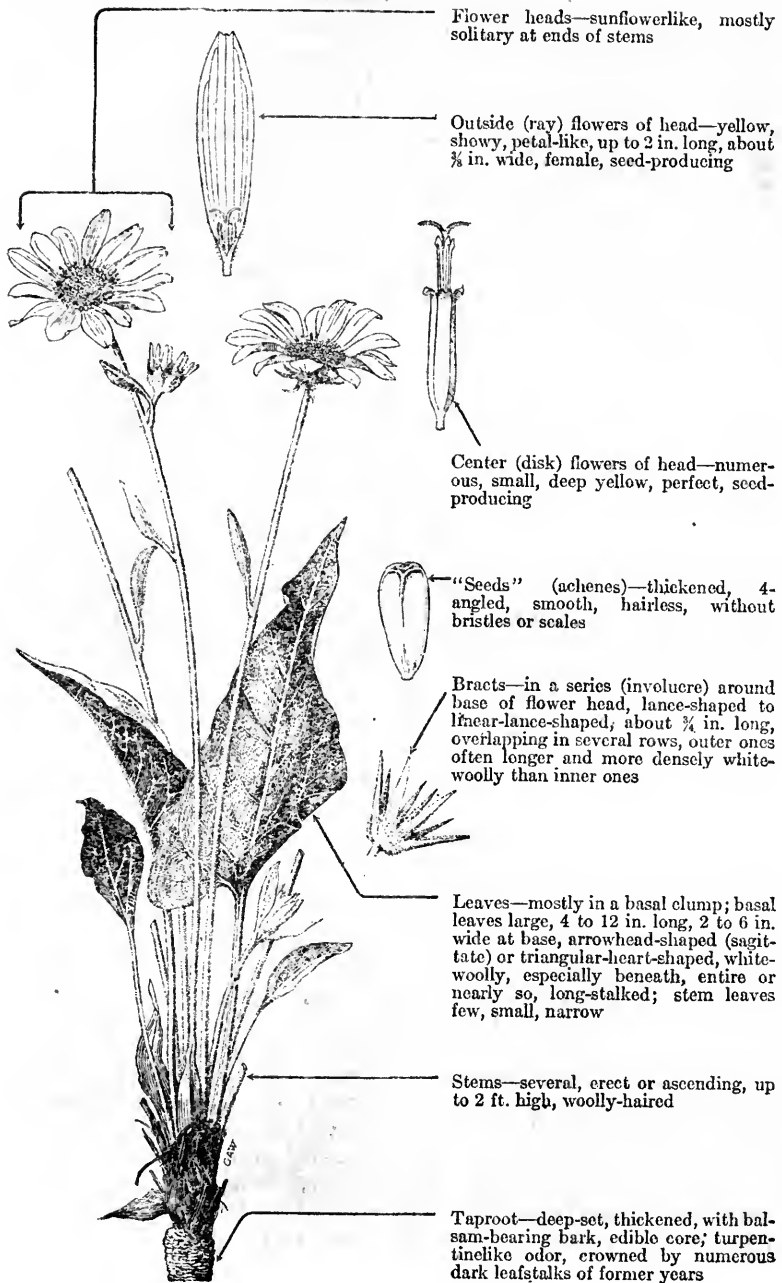 Flower heads—sunflowerlike, mostly
solitary at ends of stems
Outside (ray) flowers of head—yellow,
showy, petal-like, up to 2 in. long, about
⅜ in. wide, female, seed-producing
Center (disk) flowers of head—numer-
ous, small, deep yellow, perfect, seed-
producing
"Seeds" (achenes)—thickened, 4-
angled, smooth, hairless, without
bristles or scales
Bracts—in a series (involucre) around
base of flower head, lance-shaped to
linear-lance-shaped, about ¾ in. long,
overlapping in several rows, outer ones
often longer and more densely white-
woolly than inner ones
Leaves—mostly in a basal clump; basal
leaves large, 4 to 12 in. long, 2 to 6 in.
wide at base, arrowhead-shaped (sagit-
tate) or triangular-heart-shaped, white-
woolly, especially beneath, entire or
nearly so, long-stalked; stem leaves
few, small, narrow
Stems—several, erect or ascending, up
to 2 ft. high, woolly-haired
GAW
Taproot—deep-set, thickened, with bal-
sam-bearing bark, edible core; turpen-
tinelike odor, crowned by numerous
dark leafstalks of former years